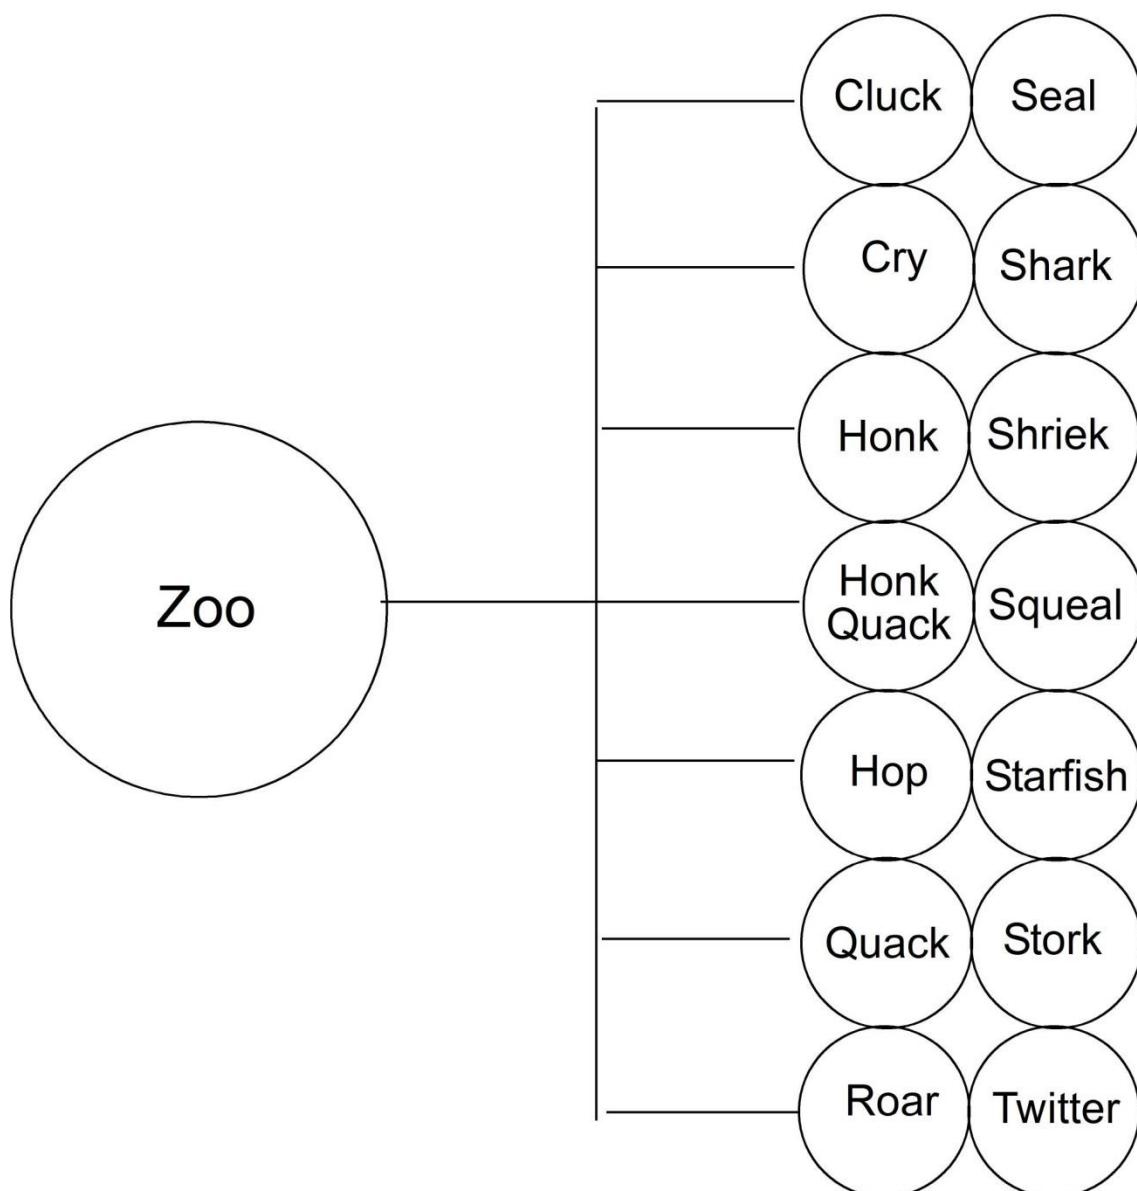 Zoo
Cluck
Seal
Cry
Shark
Honk
Shriek
Honk
Quack
Squeal
Hop
Starfish
Quack
Stork
Roar
Twitter